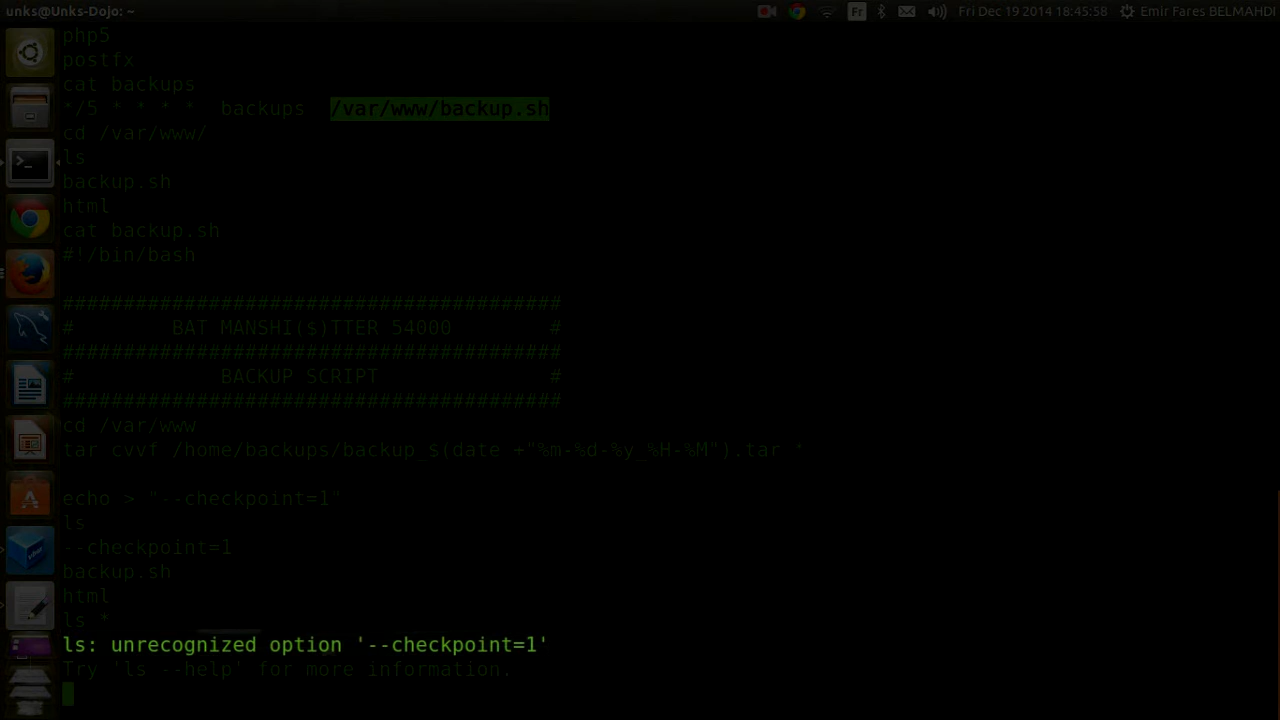 unks@Unks-Dojo: ~
Fr
Fri Dec 19 2014 18:45:58
Emir Fares BELMAHDI
php5
postfx
cat backups
*/5 * * * *  backups  /var/www/backup.sh
cd /var/www/
ls
backup.sh
html
cat backup.sh
#!/bin/bash
#########################################
#        BAT MANSHI(s)TTER 54000        #
#########################################
#            BACKUP SCRIPT              #
#########################################
cd /var/www
tar cvvf /home/backups/backup_$(date +"%m-%d-%y_%H-%M").tar *
echo > "--checkpoint=1"
ls
--checkpoint=1
backup.sh
html
ls *
ls: unrecognized option '--checkpoint=1'
Try 'ls --help' for more information.